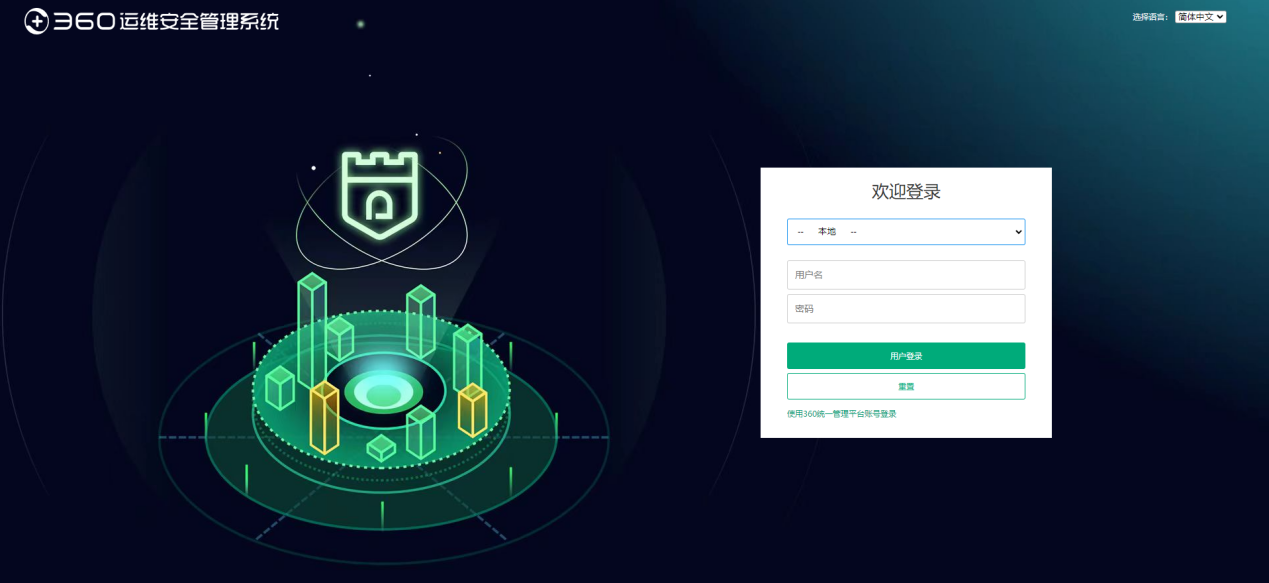 360运维安全管理系统
选择语言: 简体中文
欢迎登录
-- 本地 --
用户名
密码
用户登录
重置
使用360统一管理平台账号登录